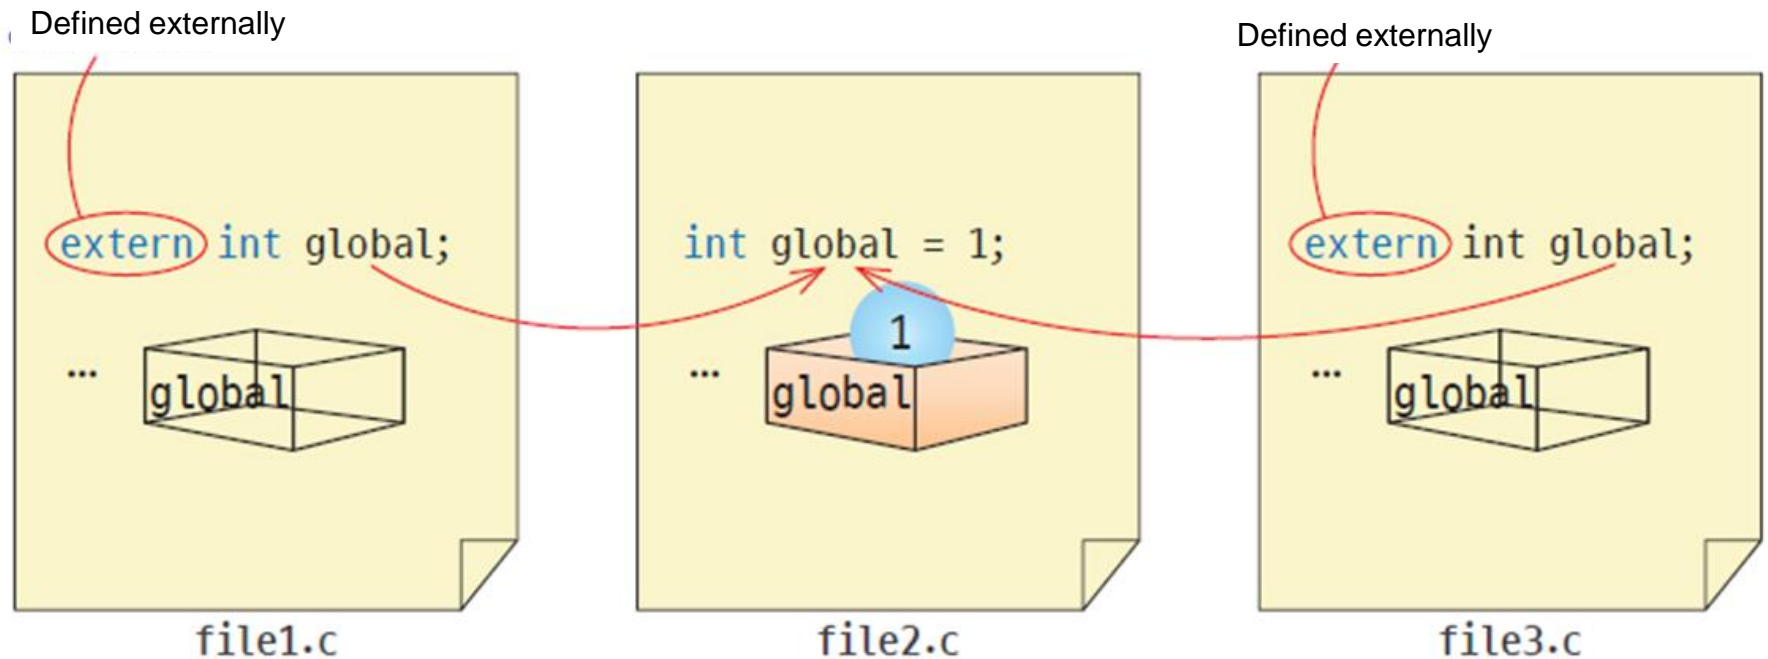 Defined externally
Defined externally
extern int global;
int global = 1;
extern int global;
1
... global
... global
... global
file1.c
file2.c
file3.c